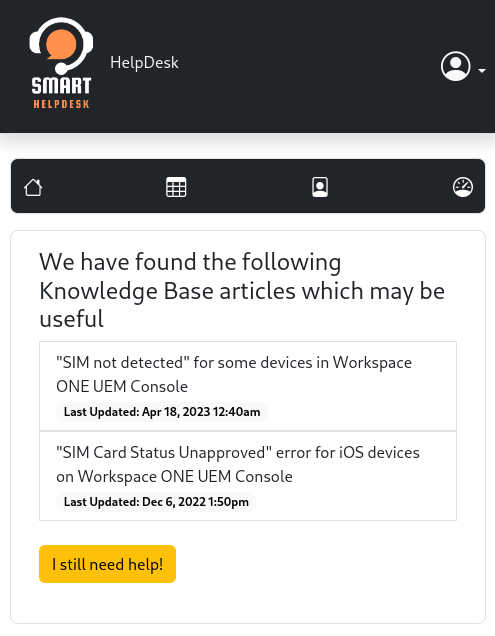 SMART
HELPDESK
HelpDesk
We have found the following
Knowledge Base articles which may be
useful
"SIM not detected" for some devices in Workspace
ONE UEM Console
Last Updated: Apr 18, 2023 12:40am
"SIM Card Status Unapproved" error for iOS devices
on Workspace ONE UEM Console
Last Updated: Dec 6, 2022 1:50pm
I still need help!